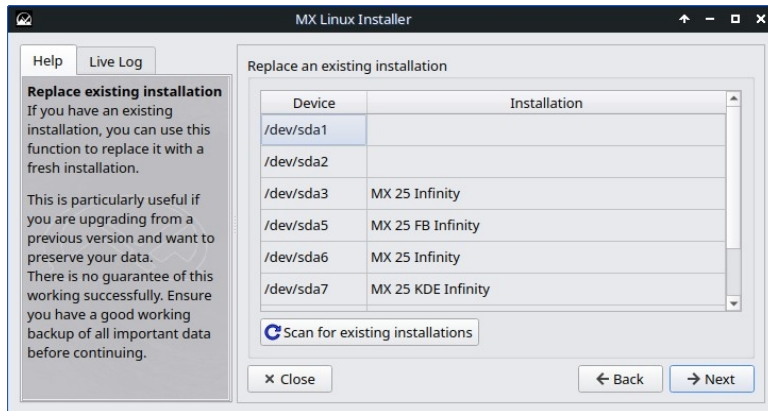 MX Linux Installer
Help
Live Log
Replace existing installation
If you have an existing
installation, you can use this
function to replace it with a
fresh installation.
This is particularly useful if
you are upgrading from a
previous version and want to
preserve your data.
There is no guarantee of this
working successfully. Ensure
you have a good working
backup of all important data
before continuing.
Replace an existing installation
Device Installation
/dev/sda1
/dev/sda2
/dev/sda3 MX 25 Infinity
/dev/sda5 MX 25 FB Infinity
/dev/sda6 MX 25 Infinity
/dev/sda7 MX 25 KDE Infinity
Scan for existing installations
Close
Back
Next